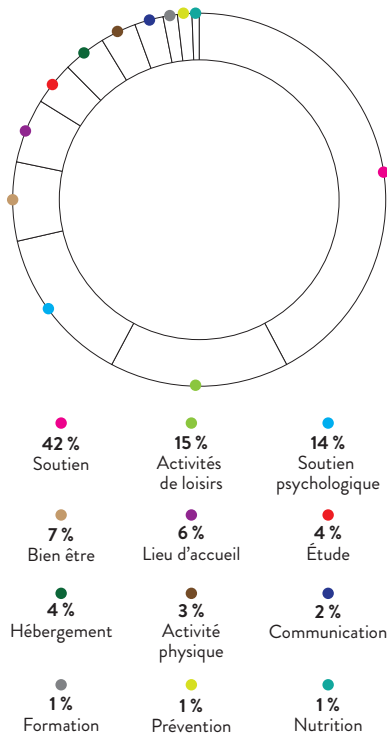 42 %
Soutien
15 %
Activités
de loisirs
14 %
Soutien
psychologique
7 %
Bien être
6 %
Lieu d’accueil
4 %
Étude
4 %
Hébergement
3 %
Activité
physique
2 %
Communication
1 %
Formation
1 %
Prévention
1 %
Nutrition